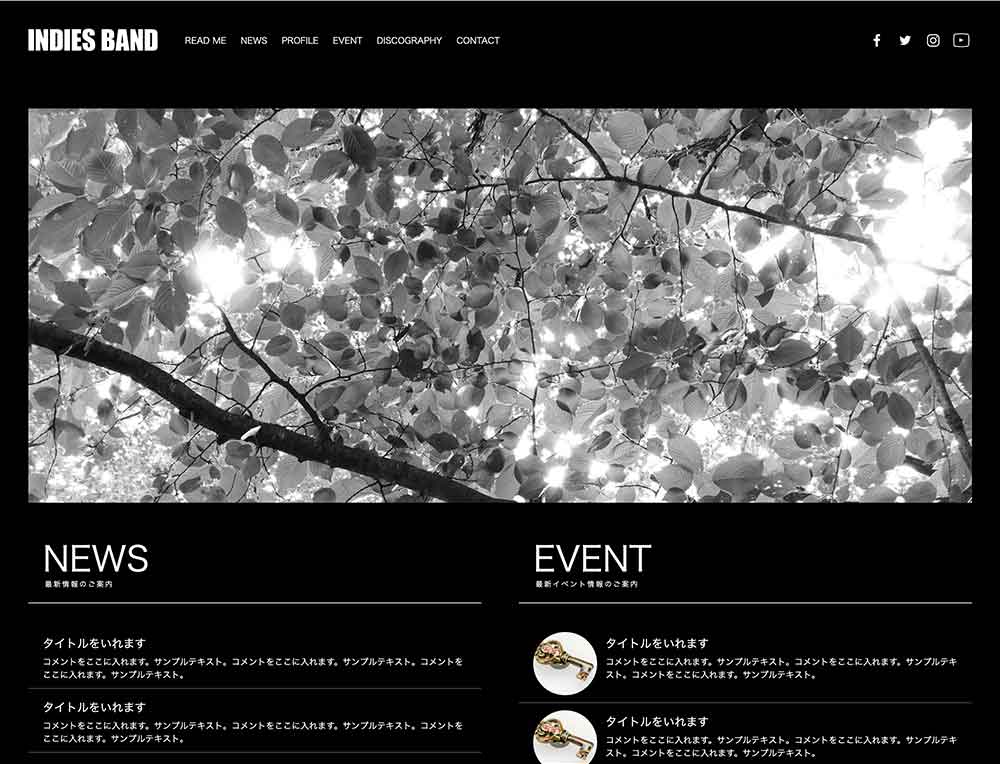 INDIES BAND
READ ME NEWS PROFILE EVENT DISCOGRAPHY CONTACT
NEWS
最新情報のご案内
タイトルをいれます
コメントをここに入れます。サンプルテキスト。コメントをここに入れます。サンプルテキスト。コメントを
ここに入れます。サンプルテキスト。
タイトルをいれます
コメントをここに入れます。サンプルテキスト。コメントをここに入れます。サンプルテキスト。コメントを
ここに入れます。サンプルテキスト。
EVENT
最新イベント情報のご案内
タイトルをいれます
コメントをここに入れます。サンプルテキスト。コメントをここに入れます。サンプルテキ
スト。コメントをここに入れます。サンプルテキスト。
タイトルをいれます
コメントをここに入れます。サンプルテキスト。コメントをここに入れます。サンプルテキ
スト。コメントをここに入れます。サンプルテキスト。